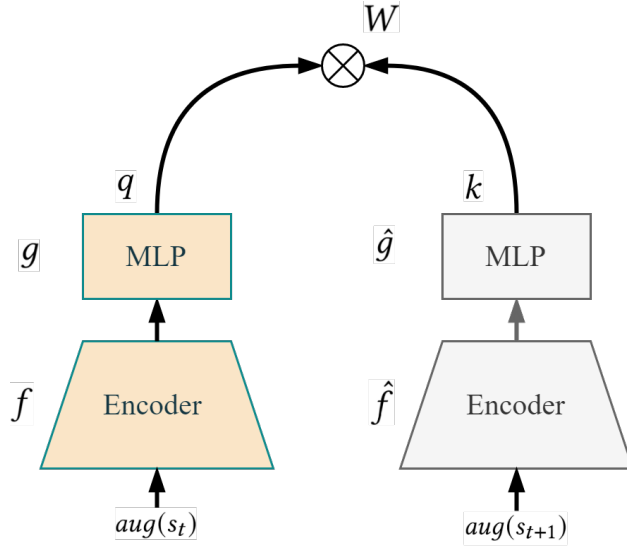 W
q
k
g
MLP
ĝ
MLP
f
Encoder
f̂
Encoder
aug(s_t)
aug(s_{t+1})